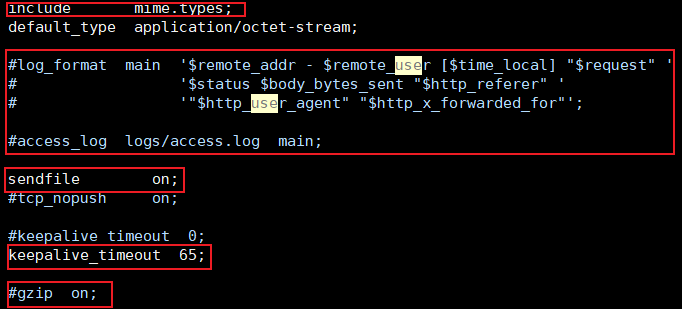 include       mime.types;
default_type  application/octet-stream;
#log_format  main  '$remote_addr - $remote_user [$time_local] "$request" '
#                  '$status $body_bytes_sent "$http_referer" '
#                  '"$http_user_agent" "$http_x_forwarded_for"';
#access_log  logs/access.log  main;
sendfile        on;
#tcp_nopush     on;
#keepalive_timeout  0;
keepalive_timeout  65;
#gzip  on;